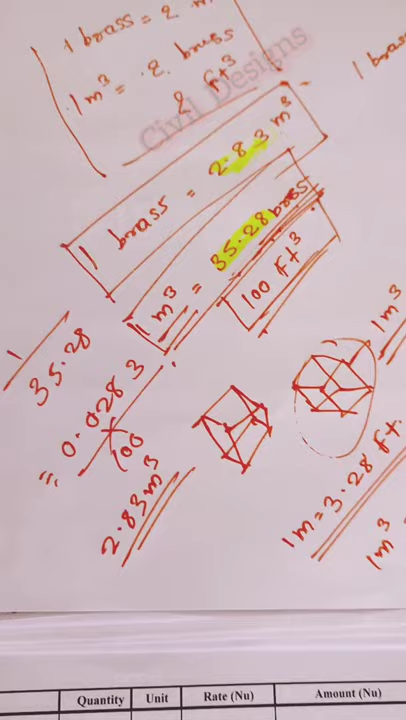 1 brass = 2 m
1 m³ = .2. brass
& Ft³
Civil Designs
1 brass
1 brass = 2.83 m³
1 m³ = 35.28 brass
100 Ft³
1
35.28
= 0.0283
× 100
2.83 m³
1 m³
1 m = 3.28 Ft.
1 m³
Quantity Unit Rate (Nu) Amount (Nu)